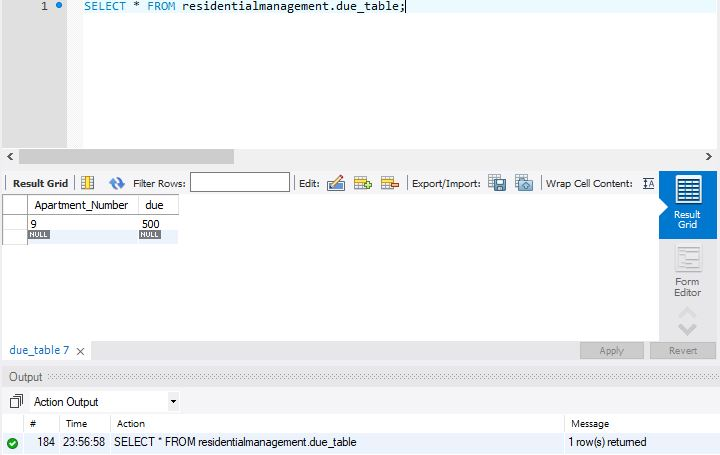 1 SELECT * FROM residentialmanagement.due_table;
Result Grid Filter Rows: Edit: Export/Import: Wrap Cell Content:
Apartment_Number due
9 500
NULL NULL
Result
Grid
Form
Editor
due_table 7 Apply Revert
Output
Action Output
# Time Action Message
184 23:56:58 SELECT * FROM residentialmanagement.due_table 1 row(s) returned